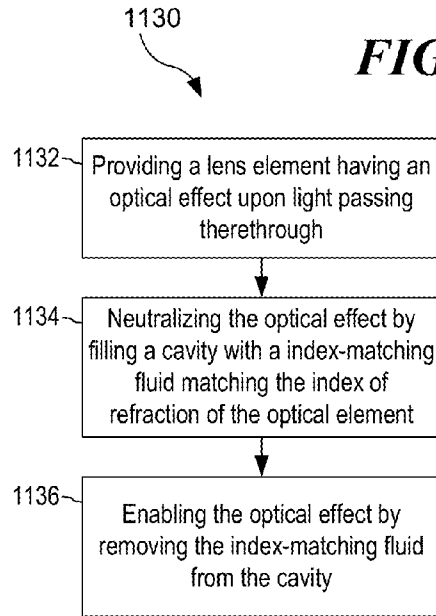 1130
FIG
1132
Providing a lens element having an
optical effect upon light passing
therethrough
1134
Neutralizing the optical effect by
filling a cavity with a index-matching
fluid matching the index of
refraction of the optical element
1136
Enabling the optical effect by
removing the index-matching fluid
from the cavity